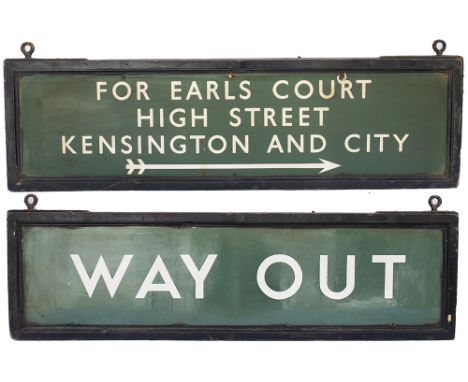 FOR EARLS COURT
HIGH STREET
KENSINGTON AND CITY
WAY OUT